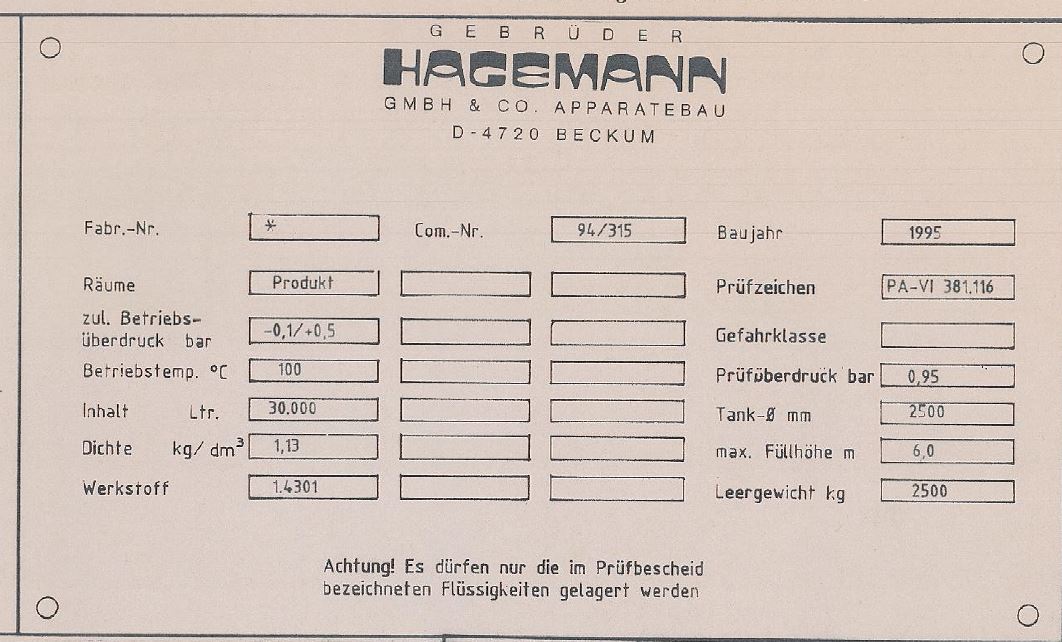 GEBRÜDER
HAGEMANN
GMBH & CO. APPARATEBAU
D-4720 BECKUM
Fabr.-Nr. * Com.-Nr. 94/315 Baujahr 1995
Räume Produkt Prüfzeichen PA-VI 381.116
zul. Betriebs-
überdruck bar -0,1/+0,5 Gefahrklasse
Betriebstemp. °C 100 Prüfüberdruck bar 0,95
Inhalt Ltr. 30.000 Tank-Ø mm 2500
Dichte kg/dm³ 1,13 max. Füllhöhe m 6,0
Werkstoff 1.4301 Leergewicht kg 2500
Achtung! Es dürfen nur die im Prüfbescheid
bezeichneten Flüssigkeiten gelagert werden